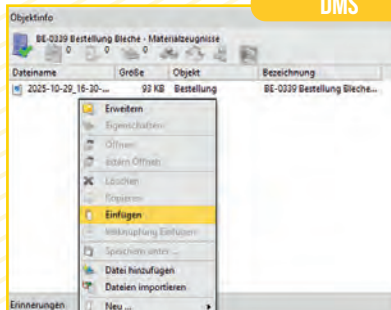 DMS
Objektinfo
BE-0339 Bestellung Bleche - Materialzeugnisse
0 0 0
Dateiname Größe Objekt Bezeichnung
2025-10-29_16-30-... 93 KB Bestellung BE-0339 Bestellung Bleche...
Erweitern
Eigenschaften
Öffnen
extern Öffnen
Löschen
Kopieren
Einfügen
Verknüpfung Einfügen
Speichern unter ...
Datei hinzufügen
Dateien importieren
Erinnerungen
Neu ...